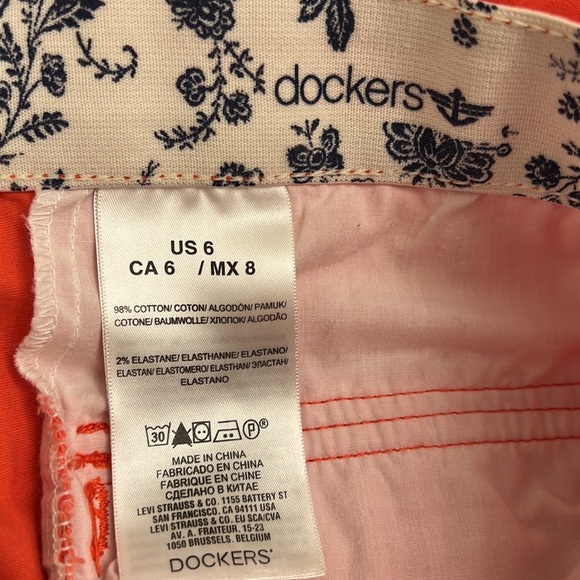 dockers
US 6
CA 6 / MX 8
98% COTTON/ COTON/ ALGODÓN/ PAMUK/
COTONE/ BAUMWOLLE/ ХЛОПОК/ ALGODÃO
2% ELASTANE/ ELASTHANNE/ ELASTANO/
ELASTAN/ ELASTOMERO/ ELASTHAN/ ЭЛАСТАН/
ELASTANO
30 P
MADE IN CHINA
FABRICADO EN CHINA
FABRIQUE EN CHINE
СДЕЛАНО В КИТАЕ
LEVI STRAUSS & CO. 1155 BATTERY ST
SAN FRANCISCO, CA 94111 USA
LEVI STRAUSS & CO. EU SCA/CVA
AV. A. FRAITEUR, 15-23
1050 BRUSSELS, BELGIUM
DOCKERS®